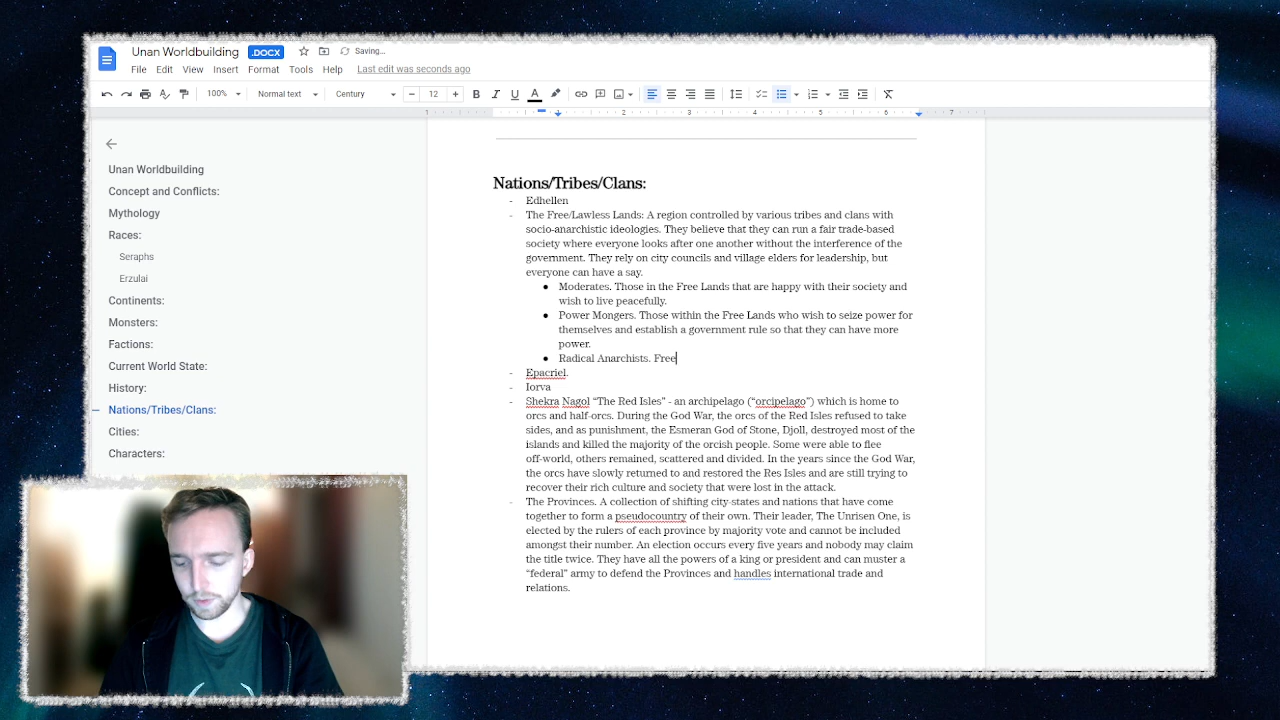 Unan Worldbuilding .DOCX Saving...
File Edit View Insert Format Tools Help Last edit was seconds ago
100% Normal text Century 12 B I U A
1 2 3 4 5 6 7
Unan Worldbuilding
Concept and Conflicts:
Mythology
Races:
Seraphs
Erzulai
Continents:
Monsters:
Factions:
Current World State:
History:
Nations/Tribes/Clans:
Cities:
Characters:
Nations/Tribes/Clans:
- Edhellen
- The Free/Lawless Lands: A region controlled by various tribes and clans with
socio-anarchistic ideologies. They believe that they can run a fair trade-based
society where everyone looks after one another without the interference of the
government. They rely on city councils and village elders for leadership, but
everyone can have a say.
● Moderates. Those in the Free Lands that are happy with their society and
wish to live peacefully.
● Power Mongers. Those within the Free Lands who wish to seize power for
themselves and establish a government rule so that they can have more
power.
● Radical Anarchists. Free
- Epacriel.
- Iorva
- Shekra Nagol “The Red Isles” - an archipelago (“orcipelago”) which is home to
orcs and half-orcs. During the God War, the orcs of the Red Isles refused to take
sides, and as punishment, the Esmeran God of Stone, Djoll, destroyed most of the
islands and killed the majority of the orcish people. Some were able to flee
off-world, others remained, scattered and divided. In the years since the God War,
the orcs have slowly returned to and restored the Res Isles and are still trying to
recover their rich culture and society that were lost in the attack.
- The Provinces. A collection of shifting city-states and nations that have come
together to form a pseudocountry of their own. Their leader, The Unrisen One, is
elected by the rulers of each province by majority vote and cannot be included
amongst their number. An election occurs every five years and nobody may claim
the title twice. They have all the powers of a king or president and can muster a
“federal” army to defend the Provinces and handles international trade and
relations.